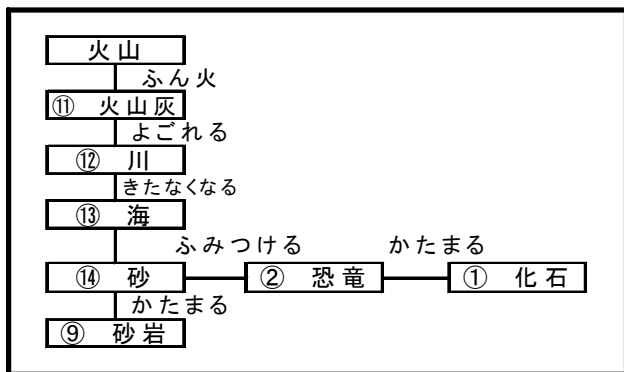 火山
ふん火
⑪ 火山灰
よごれる
⑫ 川
きたなくなる
⑬ 海
ふみつける かたまる
⑭ 砂 ② 恐竜 ① 化石
かたまる
⑨ 砂岩